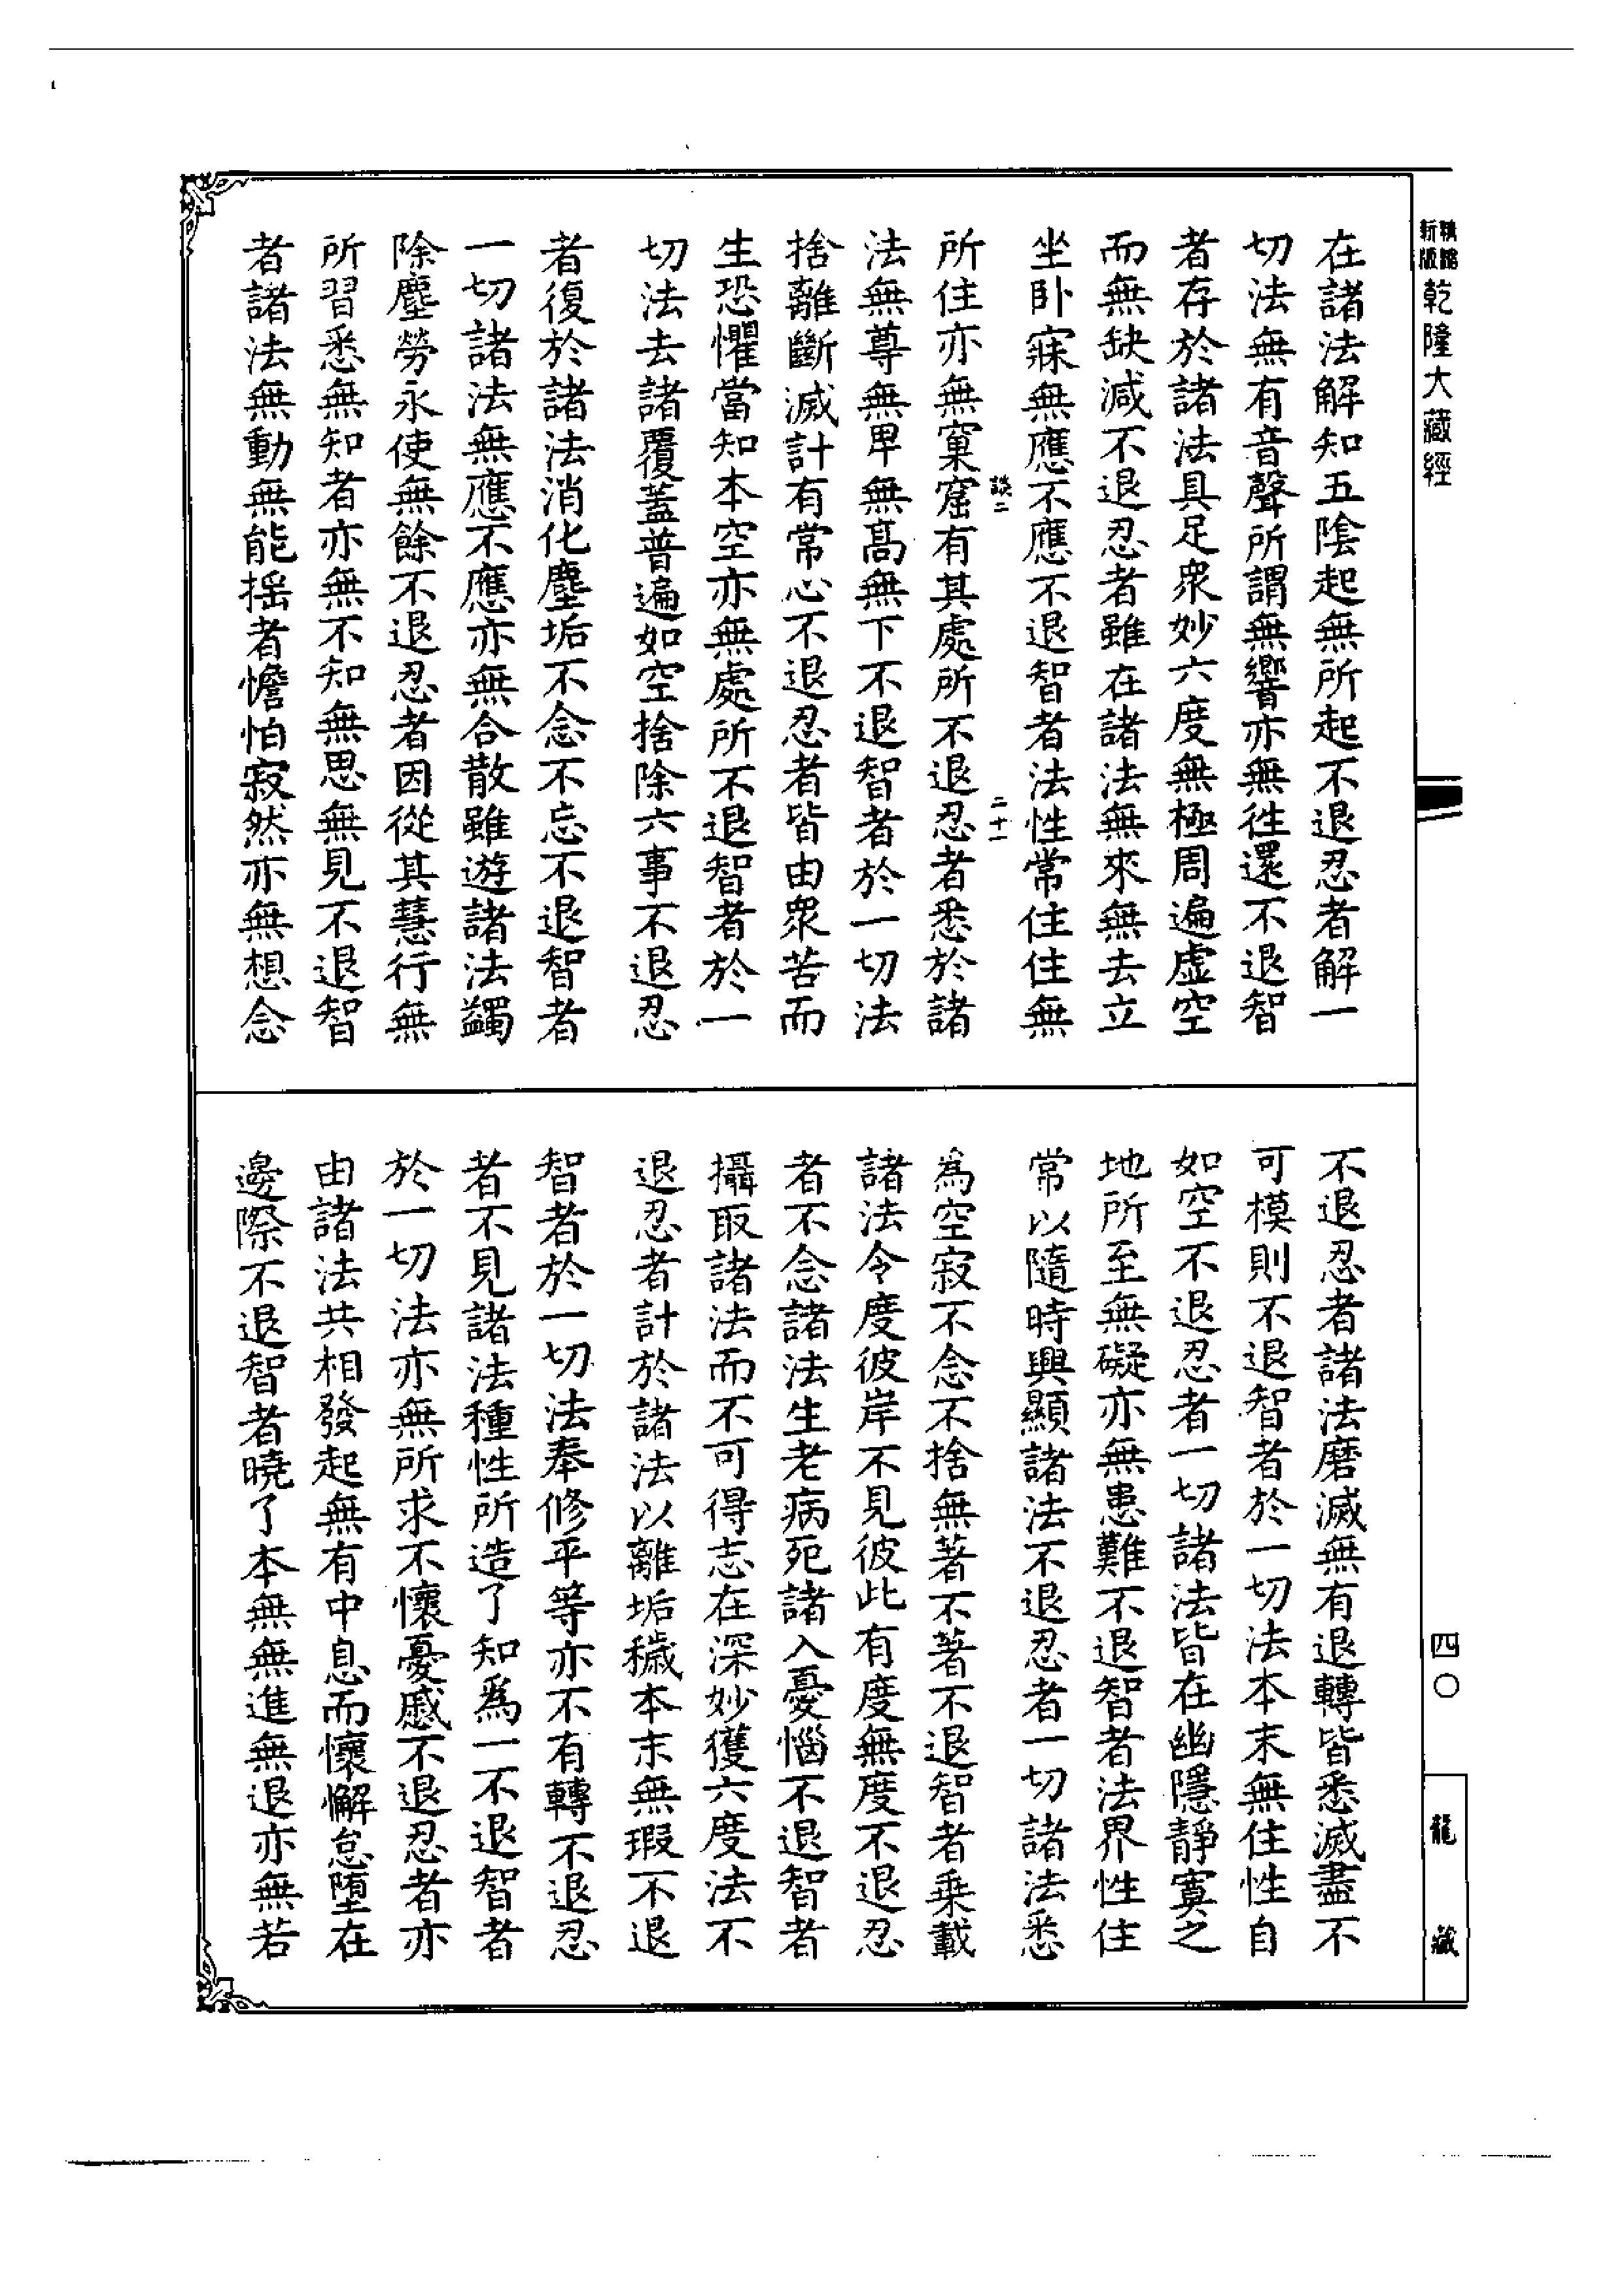 新版
乾隆大藏經
在諸法解知五陰起無所起不退忍者解一
切法無有音聲所謂無響亦無徃還不退智
者存於諸法具足眾妙六度無極周遍虛空
而無缺減不退忍者雖在諸法無來無去立
坐卧寐無應不應不退智者法性常住住無
二十一
所住亦無窠窟有其處所不退忍者悉於諸
法無尊無卑無髙無下不退智者於一切法
捨離斷滅計有常心不退忍者皆由眾苦而
生恐懼當知本空亦無處所不退智者於一
切法去諸覆蓋普遍如空捨除六事不退忍
者復於諸法消化塵垢不念不忘不退智者
一切諸法無應不應亦無合散雖遊諸法蠲
除塵勞永使無餘不退忍者因從其慧行無
所習悉無知者亦無不知無思無見不退智
者諸法無動無能揺者憺怕寂然亦無想念
不退忍者諸法磨滅無有退轉皆悉滅盡不
可模則不退智者於一切法本末無住性自
如空不退忍者一切諸法皆在幽隱靜寞之
地所至無礙亦無患難不退智者法界性住
常以隨時興顯諸法不退忍者一切諸法悉
為空寂不念不捨無著不著不退智者乘載
諸法令度彼岸不見彼此有度無度不退忍
者不念諸法生老病死諸入憂惱不退智者
攝取諸法而不可得志在深妙獲六度法不
退忍者計於諸法以離垢穢本末無瑕不退
智者於一切法奉修平等亦不有轉不退忍
者不見諸法種性所造了知為一不退智者
於一切法亦無所求不懷憂慼不退忍者亦
由諸法共相發起無有中息而懷懈怠墮在
邊際不退智者曉了本無無進無退亦無若
四〇
龍藏